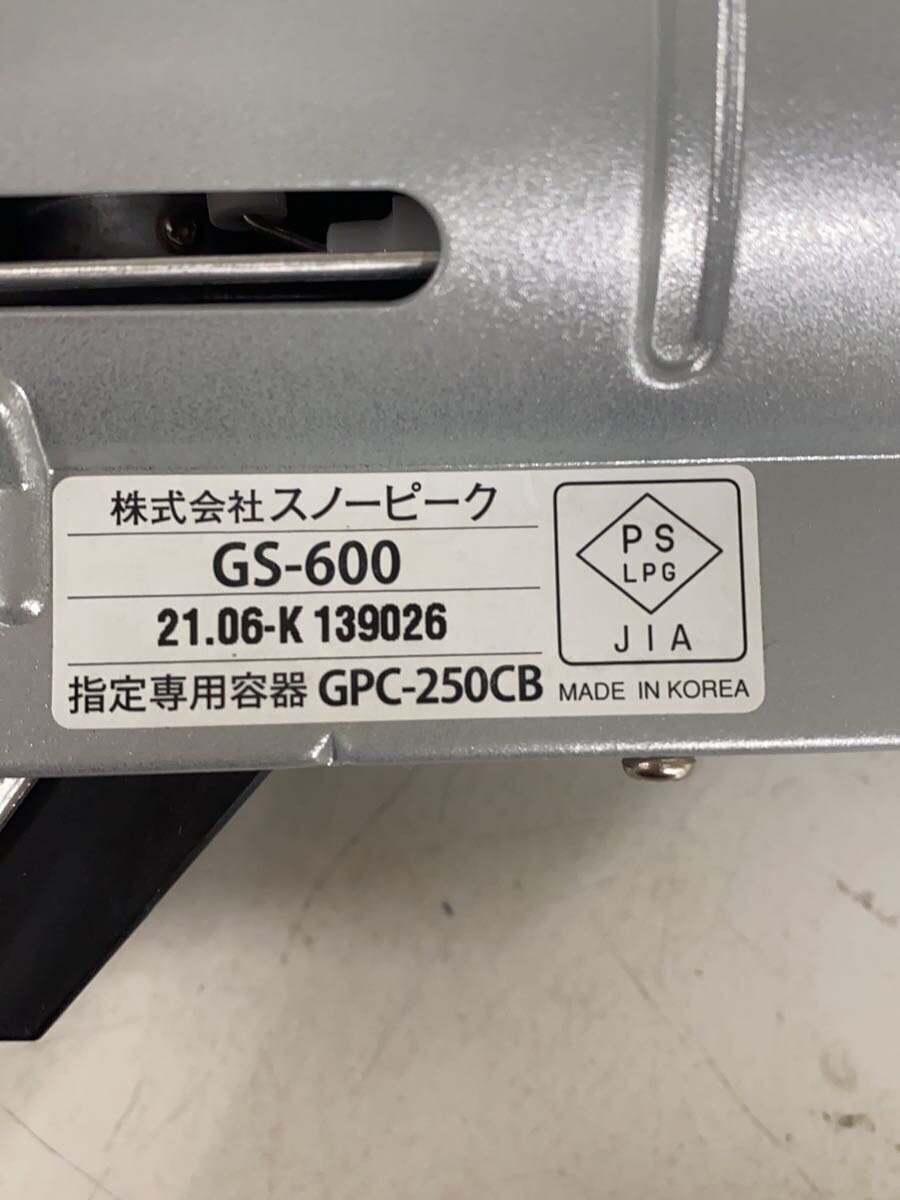 株式会社スノーピーク
GS-600
21.06-K 139026
指定専用容器 GPC-250CB
PS
LPG
JIA
MADE IN KOREA